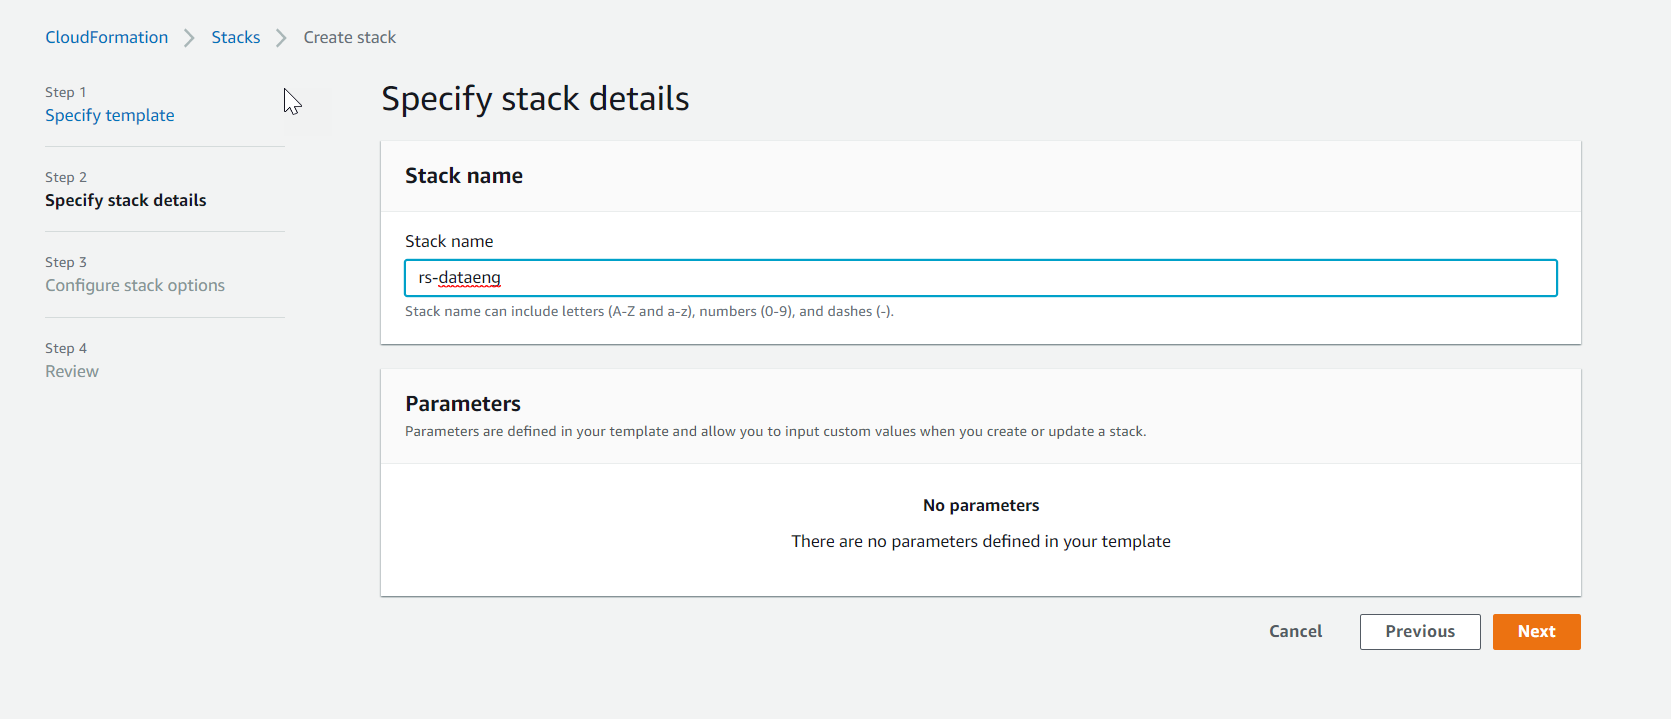 CloudFormation > Stacks > Create stack
Step 1
Specify template
Step 2
Specify stack details
Step 3
Configure stack options
Step 4
Review
Specify stack details
Stack name
Stack name
rs-dataeng
Stack name can include letters (A-Z and a-z), numbers (0-9), and dashes (-).
Parameters
Parameters are defined in your template and allow you to input custom values when you create or update a stack.
No parameters
There are no parameters defined in your template
Cancel Previous Next